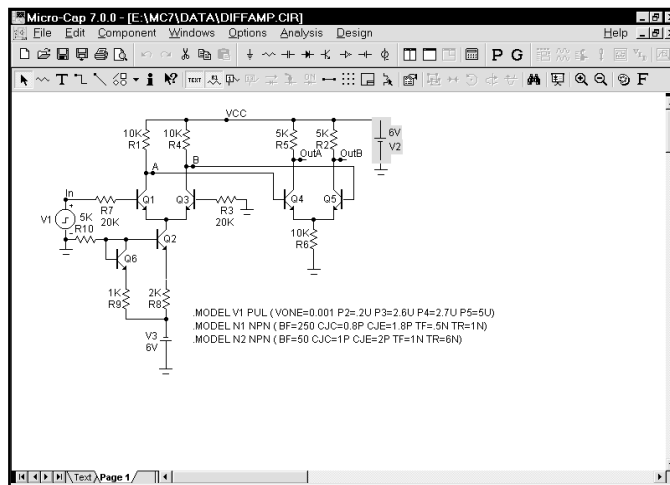 Micro-Cap 7.0.0 - [E:\MC7\DATA\DIFFAMP.CIR]
File Edit Component Windows Options Analysis Design Help
P G
T F
VCC
10K
R1
10K
R4
5K
R5
5K
R2
6V
V2
OutA
OutB
A
B
In
R7
20K
Q1
Q3
R3
20K
Q4
Q5
V1
5K
R10
Q2
10K
R6
Q6
1K
R9
2K
R8
.MODEL V1 PUL (VONE=0.001 P2=.2U P3=2.6U P4=2.7U P5=5U)
.MODEL N1 NPN (BF=250 CJC=0.8P CJE=1.8P TF=.5N TR=1N)
.MODEL N2 NPN (BF=50 CJC=1P CJE=2P TF=1N TR=6N)
V3
6V
Text Page 1